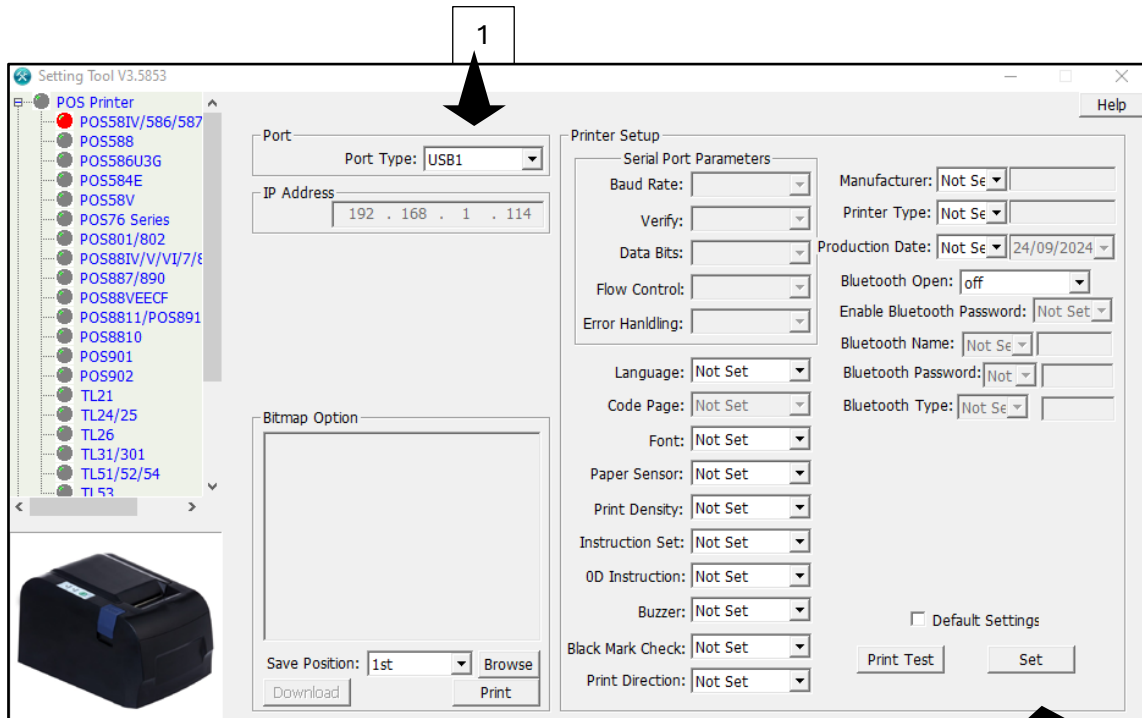 1
Setting Tool V3.5853
Help
POS Printer
POS58IV/586/587
POS588
POS586U3G
POS584E
POS58V
POS76 Series
POS801/802
POS88IV/V/VI/7/8
POS887/890
POS88VEECF
POS8811/POS891
POS8810
POS901
POS902
TL21
TL24/25
TL26
TL31/301
TL51/52/54
TL53
Port
Port Type: USB1
IP Address
192 . 168 . 1 . 114
Bitmap Option
Save Position: 1st Browse
Download Print
Printer Setup
Serial Port Parameters
Baud Rate:
Verify:
Data Bits:
Flow Control:
Error Hanldling:
Language: Not Set
Code Page: Not Set
Font: Not Set
Paper Sensor: Not Set
Print Density: Not Set
Instruction Set: Not Set
0D Instruction: Not Set
Buzzer: Not Set
Black Mark Check: Not Set
Print Direction: Not Set
Manufacturer: Not Se
Printer Type: Not Se
Production Date: Not Se 24/09/2024
Bluetooth Open: off
Enable Bluetooth Password: Not Set
Bluetooth Name: Not Se
Bluetooth Password: Not
Bluetooth Type: Not Se
Default Settings
Print Test Set